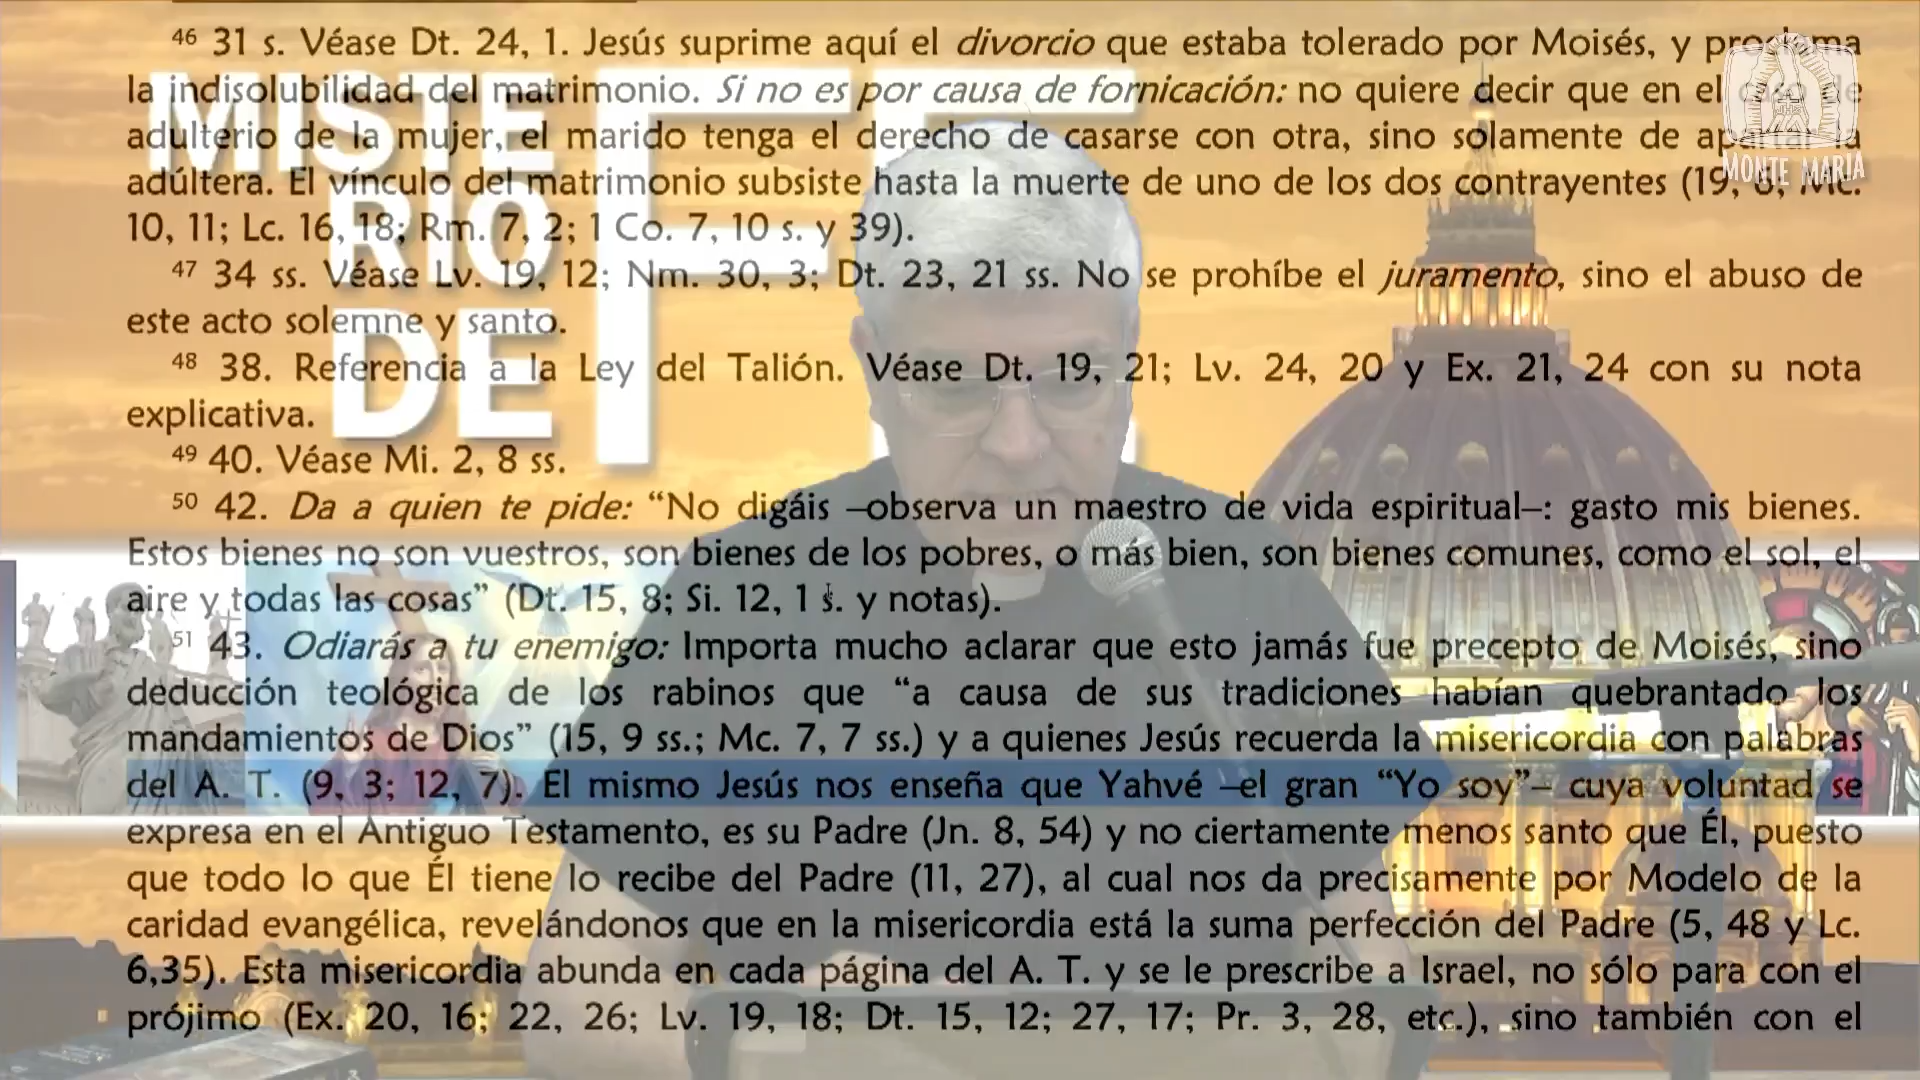 46 31 s. Véase Dt. 24, 1. Jesús suprime aquí el divorcio que estaba tolerado por Moisés, y proclama
la indisolubilidad del matrimonio. Si no es por causa de fornicación: no quiere decir que en el caso de
adulterio de la mujer, el marido tenga el derecho de casarse con otra, sino solamente de apartar la
adúltera. El vínculo del matrimonio subsiste hasta la muerte de uno de los dos contrayentes (19, 6; Mc.
10, 11; Lc. 16, 18; Rm. 7, 2; 1 Co. 7, 10 s. y 39).
47 34 ss. Véase Lv. 19, 12; Nm. 30, 3; Dt. 23, 21 ss. No se prohíbe el juramento, sino el abuso de
este acto solemne y santo.
48 38. Referencia a la Ley del Talión. Véase Dt. 19, 21; Lv. 24, 20 y Ex. 21, 24 con su nota
explicativa.
49 40. Véase Mi. 2, 8 ss.
50 42. Da a quien te pide: “No digáis –observa un maestro de vida espiritual–: gasto mis bienes.
Estos bienes no son vuestros, son bienes de los pobres, o más bien, son bienes comunes, como el sol, el
aire y todas las cosas” (Dt. 15, 8; Si. 12, 1 s. y notas).
51 43. Odiarás a tu enemigo: Importa mucho aclarar que esto jamás fue precepto de Moisés, sino
deducción teológica de los rabinos que “a causa de sus tradiciones habían quebrantado los
mandamientos de Dios” (15, 9 ss.; Mc. 7, 7 ss.) y a quienes Jesús recuerda la misericordia con palabras
del A. T. (9, 3; 12, 7). El mismo Jesús nos enseña que Yahvé –el gran “Yo soy”– cuya voluntad se
expresa en el Antiguo Testamento, es su Padre (Jn. 8, 54) y no ciertamente menos santo que Él, puesto
que todo lo que Él tiene lo recibe del Padre (11, 27), al cual nos da precisamente por Modelo de la
caridad evangélica, revelándonos que en la misericordia está la suma perfección del Padre (5, 48 y Lc.
6,35). Esta misericordia abunda en cada página del A. T. y se le prescribe a Israel, no sólo para con el
prójimo (Ex. 20, 16; 22, 26; Lv. 19, 18; Dt. 15, 12; 27, 17; Pr. 3, 28, etc.), sino también con el
MISTE
RIO
DE
FE
JHS
MONTE MARÍA